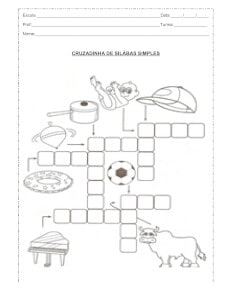 Escola: Data: / /
Prof: Turma:
Nome:
CRUZADINHA DE SÍLABAS SIMPLES